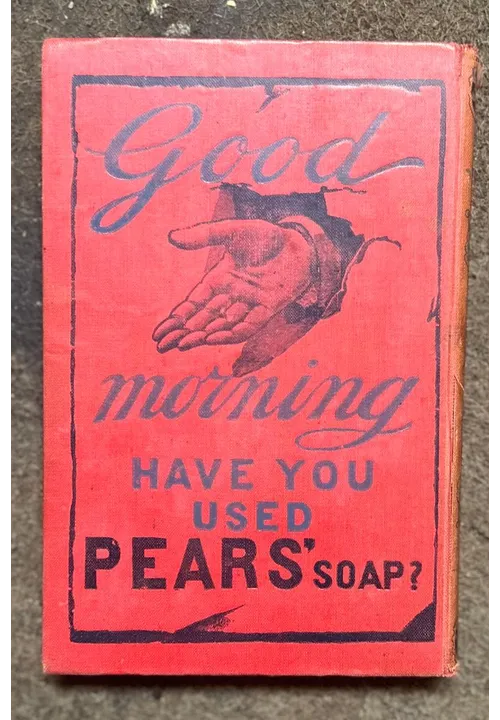 Good
morning
HAVE YOU
USED
PEARS' SOAP?